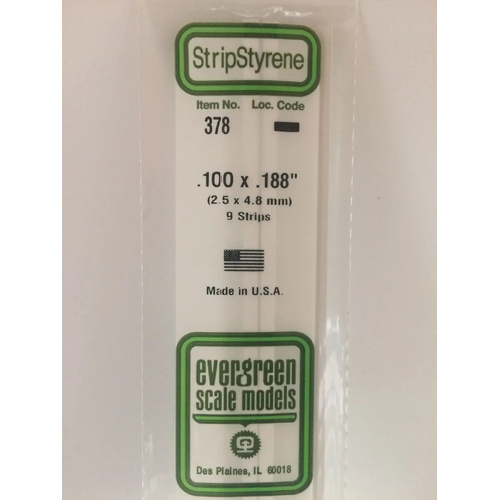 StripStyrene
Item No. Loc. Code
378
.100 x .188"
(2.5 x 4.8 mm)
9 Strips
Made in U.S.A.
evergreen
scale models
Des Plaines, IL 60018